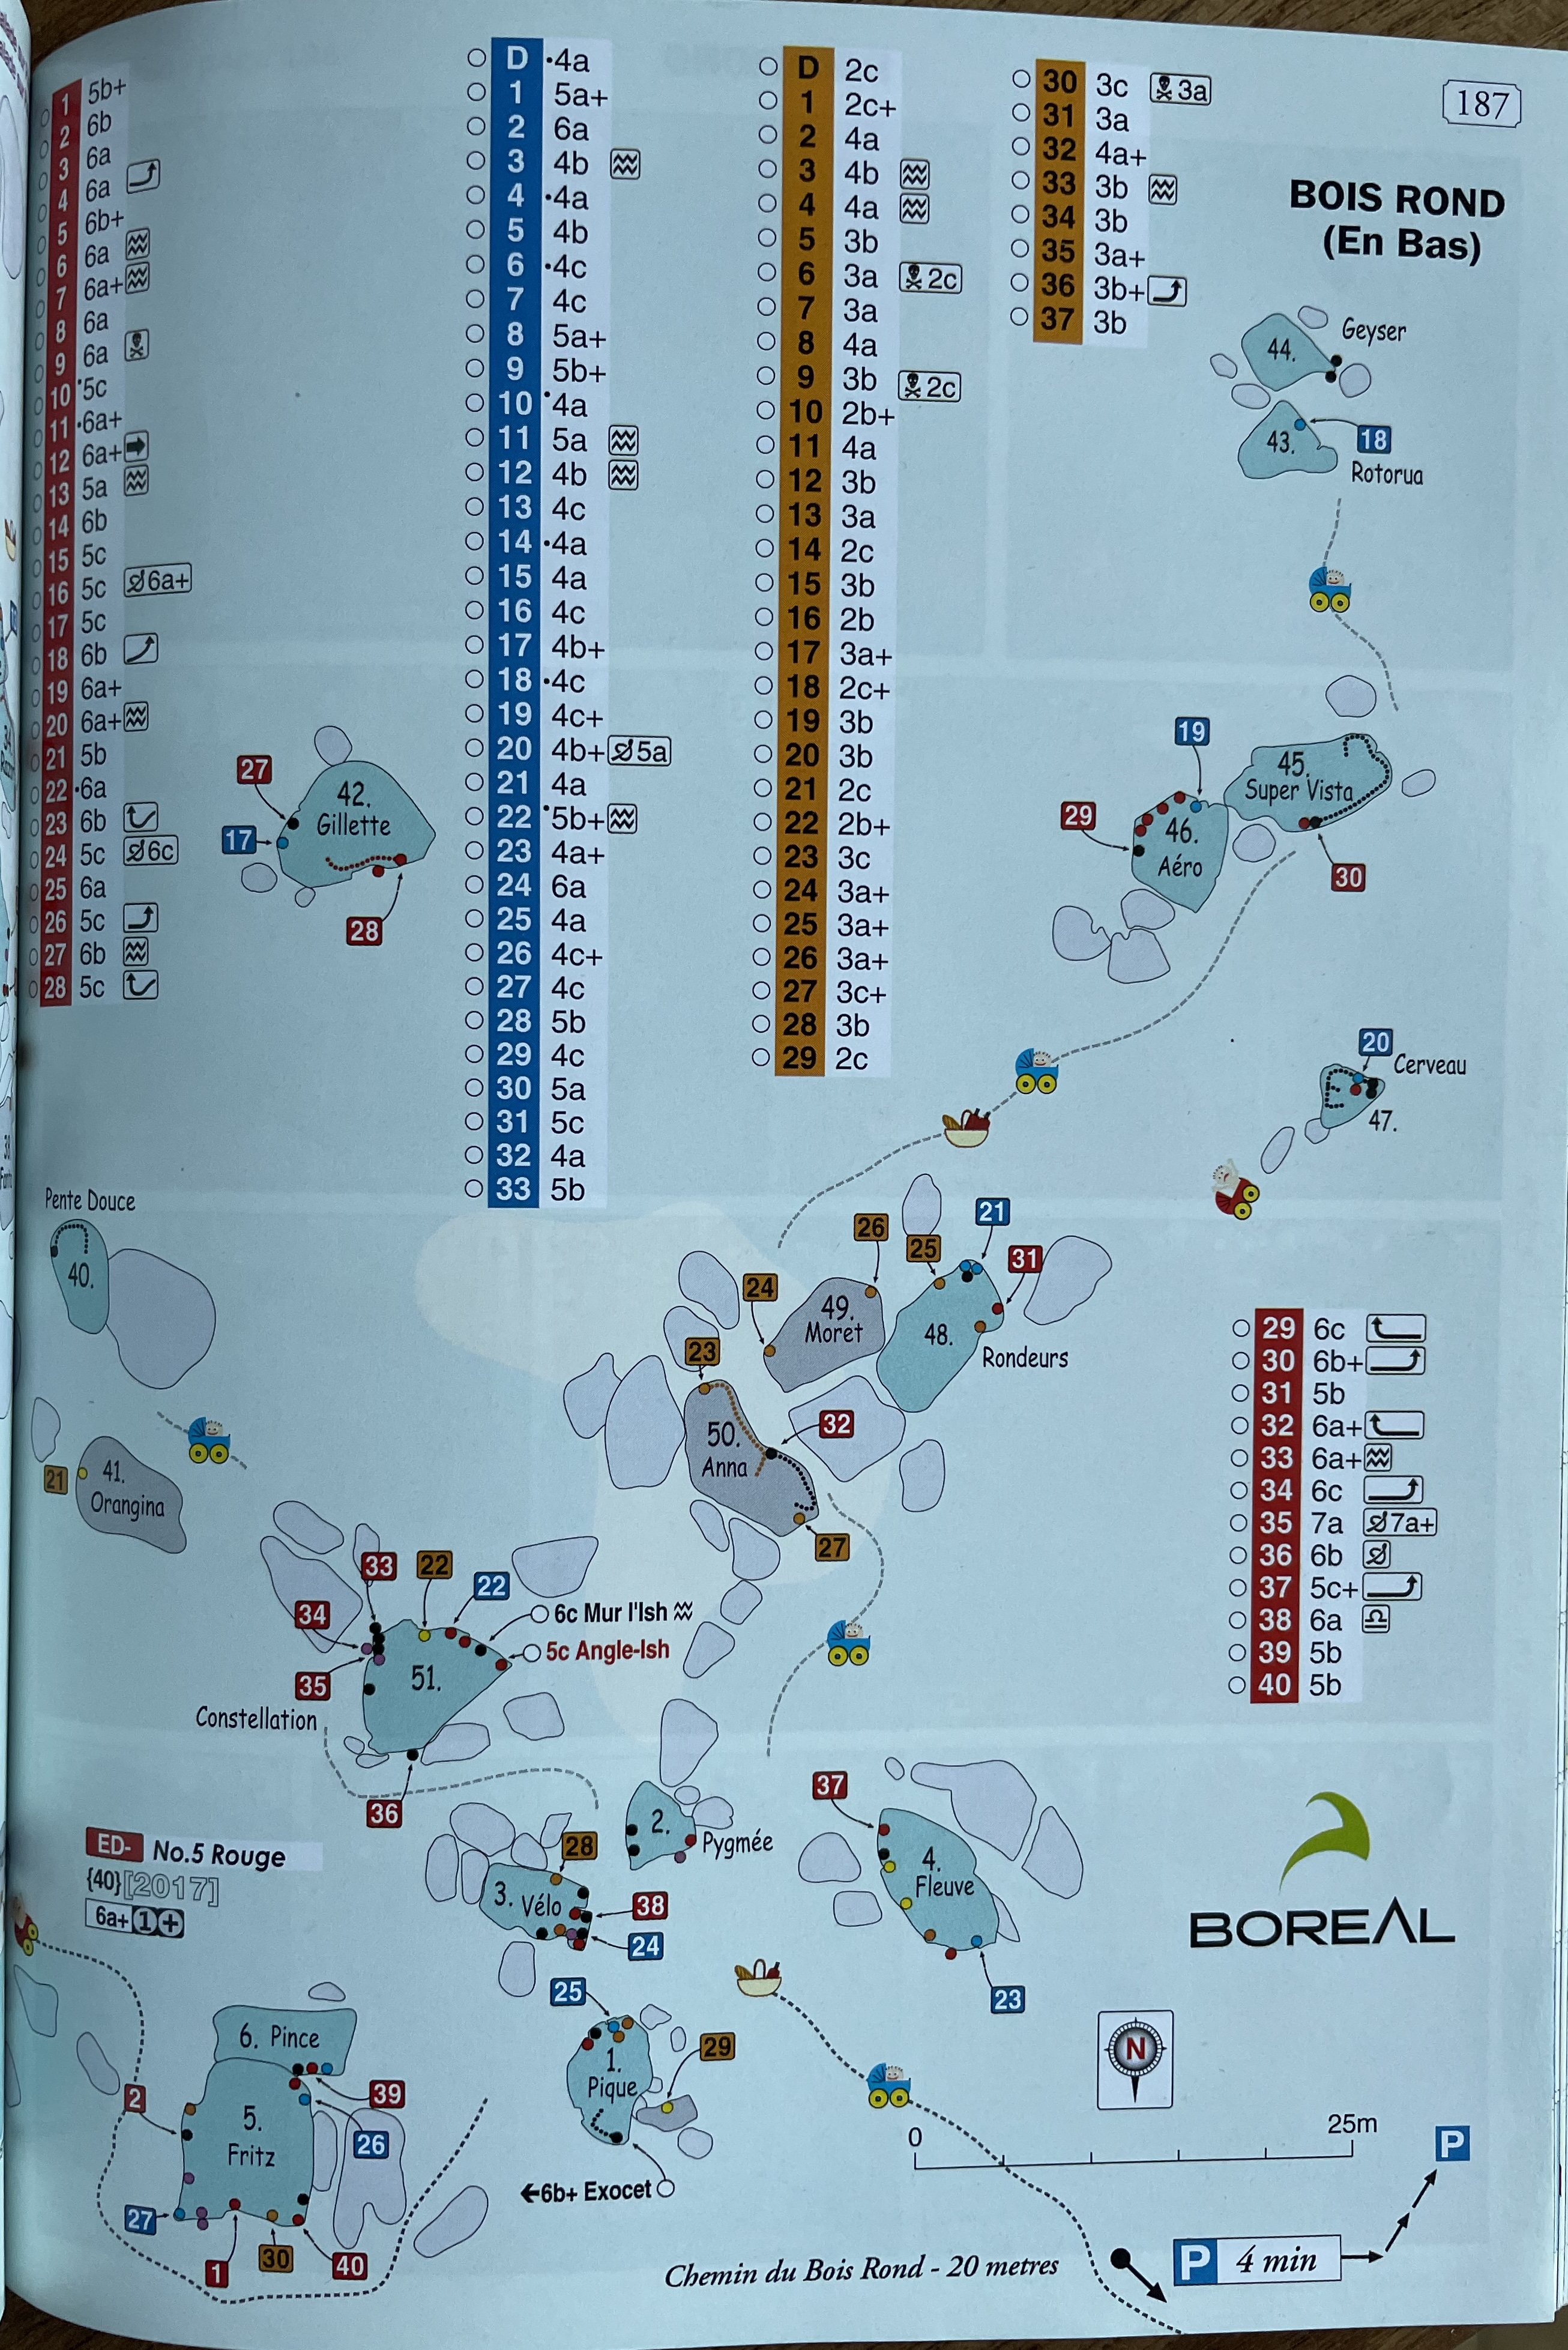 187
BOIS ROND
(En Bas)
1 5b+
2 6b
3 6a
4 6a
5 6b+
6 6a
7 6a+
8 6a
9 6a
10 •5c
11 •6a+
12 6a+
13 5a
14 6b
15 5c
16 5c 6a+
17 5c
18 6b
19 6a+
20 6a+
21 5b
22 •6a
23 6b
24 5c 6c
25 6a
26 5c
27 6b
28 5c
D •4a
1 5a+
2 6a
3 4b
4 •4a
5 4b
6 •4c
7 4c
8 5a+
9 5b+
10 •4a
11 5a
12 4b
13 4c
14 •4a
15 4a
16 4c
17 4b+
18 •4c
19 4c+
20 4b+ 5a
21 4a
22 •5b+
23 4a+
24 6a
25 4a
26 4c+
27 4c
28 5b
29 4c
30 5a
31 5c
32 4a
33 5b
D 2c
1 2c+
2 4a
3 4b
4 4a
5 3b
6 3a 2c
7 3a
8 4a
9 3b 2c
10 2b+
11 4a
12 3b
13 3a
14 2c
15 3b
16 2b
17 3a+
18 2c+
19 3b
20 3b
21 2c
22 2b+
23 3c
24 3a+
25 3a+
26 3a+
27 3c+
28 3b
29 2c
30 3c 3a
31 3a
32 4a+
33 3b
34 3b
35 3a+
36 3b+
37 3b
44.
Geyser
43.
18
Rotorua
27
42.
Gillette
17
28
19
45.
Super Vista
29
46.
Aéro
30
20
Cerveau
47.
Pente Douce
40.
21
41.
Orangina
26
25
21
31
24
49.
Moret
48.
Rondeurs
23
50.
Anna
32
27
29 6c
30 6b+
31 5b
32 6a+
33 6a+
34 6c
35 7a 7a+
36 6b
37 5c+
38 6a
39 5b
40 5b
33
22
22
34
6c Mur l'Ish
5c Angle-Ish
35
51.
Constellation
36
37
2.
Pygmée
4.
Fleuve
23
28
3. Vélo
38
24
ED- No.5 Rouge
{40}[2017]
6a+ 1 +
BOREAL
25
1.
Pique
29
6. Pince
39
2
5.
Fritz
26
27
1
30
40
←6b+ Exocet
N
0
25m
P
P 4 min
Chemin du Bois Rond - 20 metres